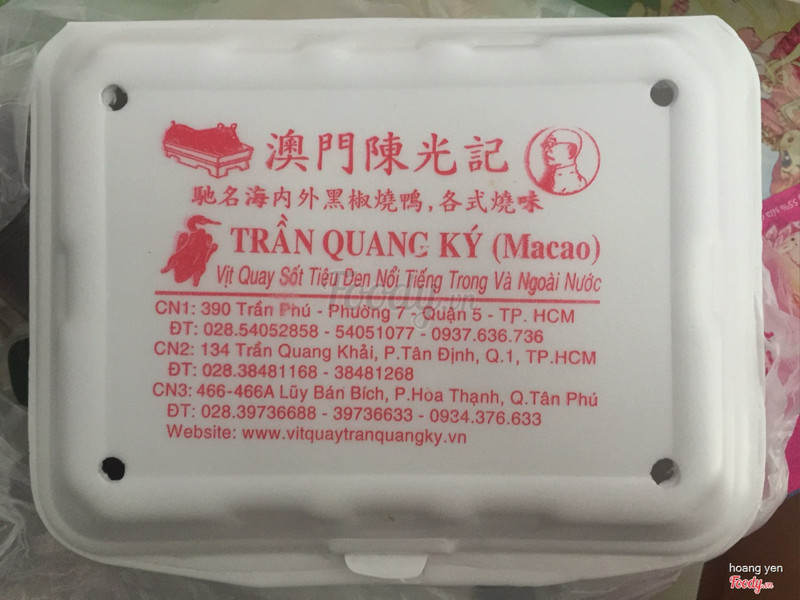 澳門陳光記
馳名海內外黑椒燒鴨,各式燒味
TRẦN QUANG KÝ (Macao)
Vịt Quay Sốt Tiêu Đen Nổi Tiếng Trong Và Ngoài Nước
CN1: 390 Trần Phú - Phường 7 - Quận 5 - TP. HCM
ĐT: 028.54052858 - 54051077 - 0937.636.736
CN2: 134 Trần Quang Khải, P.Tân Định, Q.1, TP.HCM
ĐT: 028.38481168 - 38481268
CN3: 466-466A Lũy Bán Bích, P.Hòa Thạnh, Q.Tân Phú
ĐT: 028.39736688 - 39736633 - 0934.376.633
Website: www.vitquaytranquangky.vn
Foody.vn
hoang yen
Foody.vn